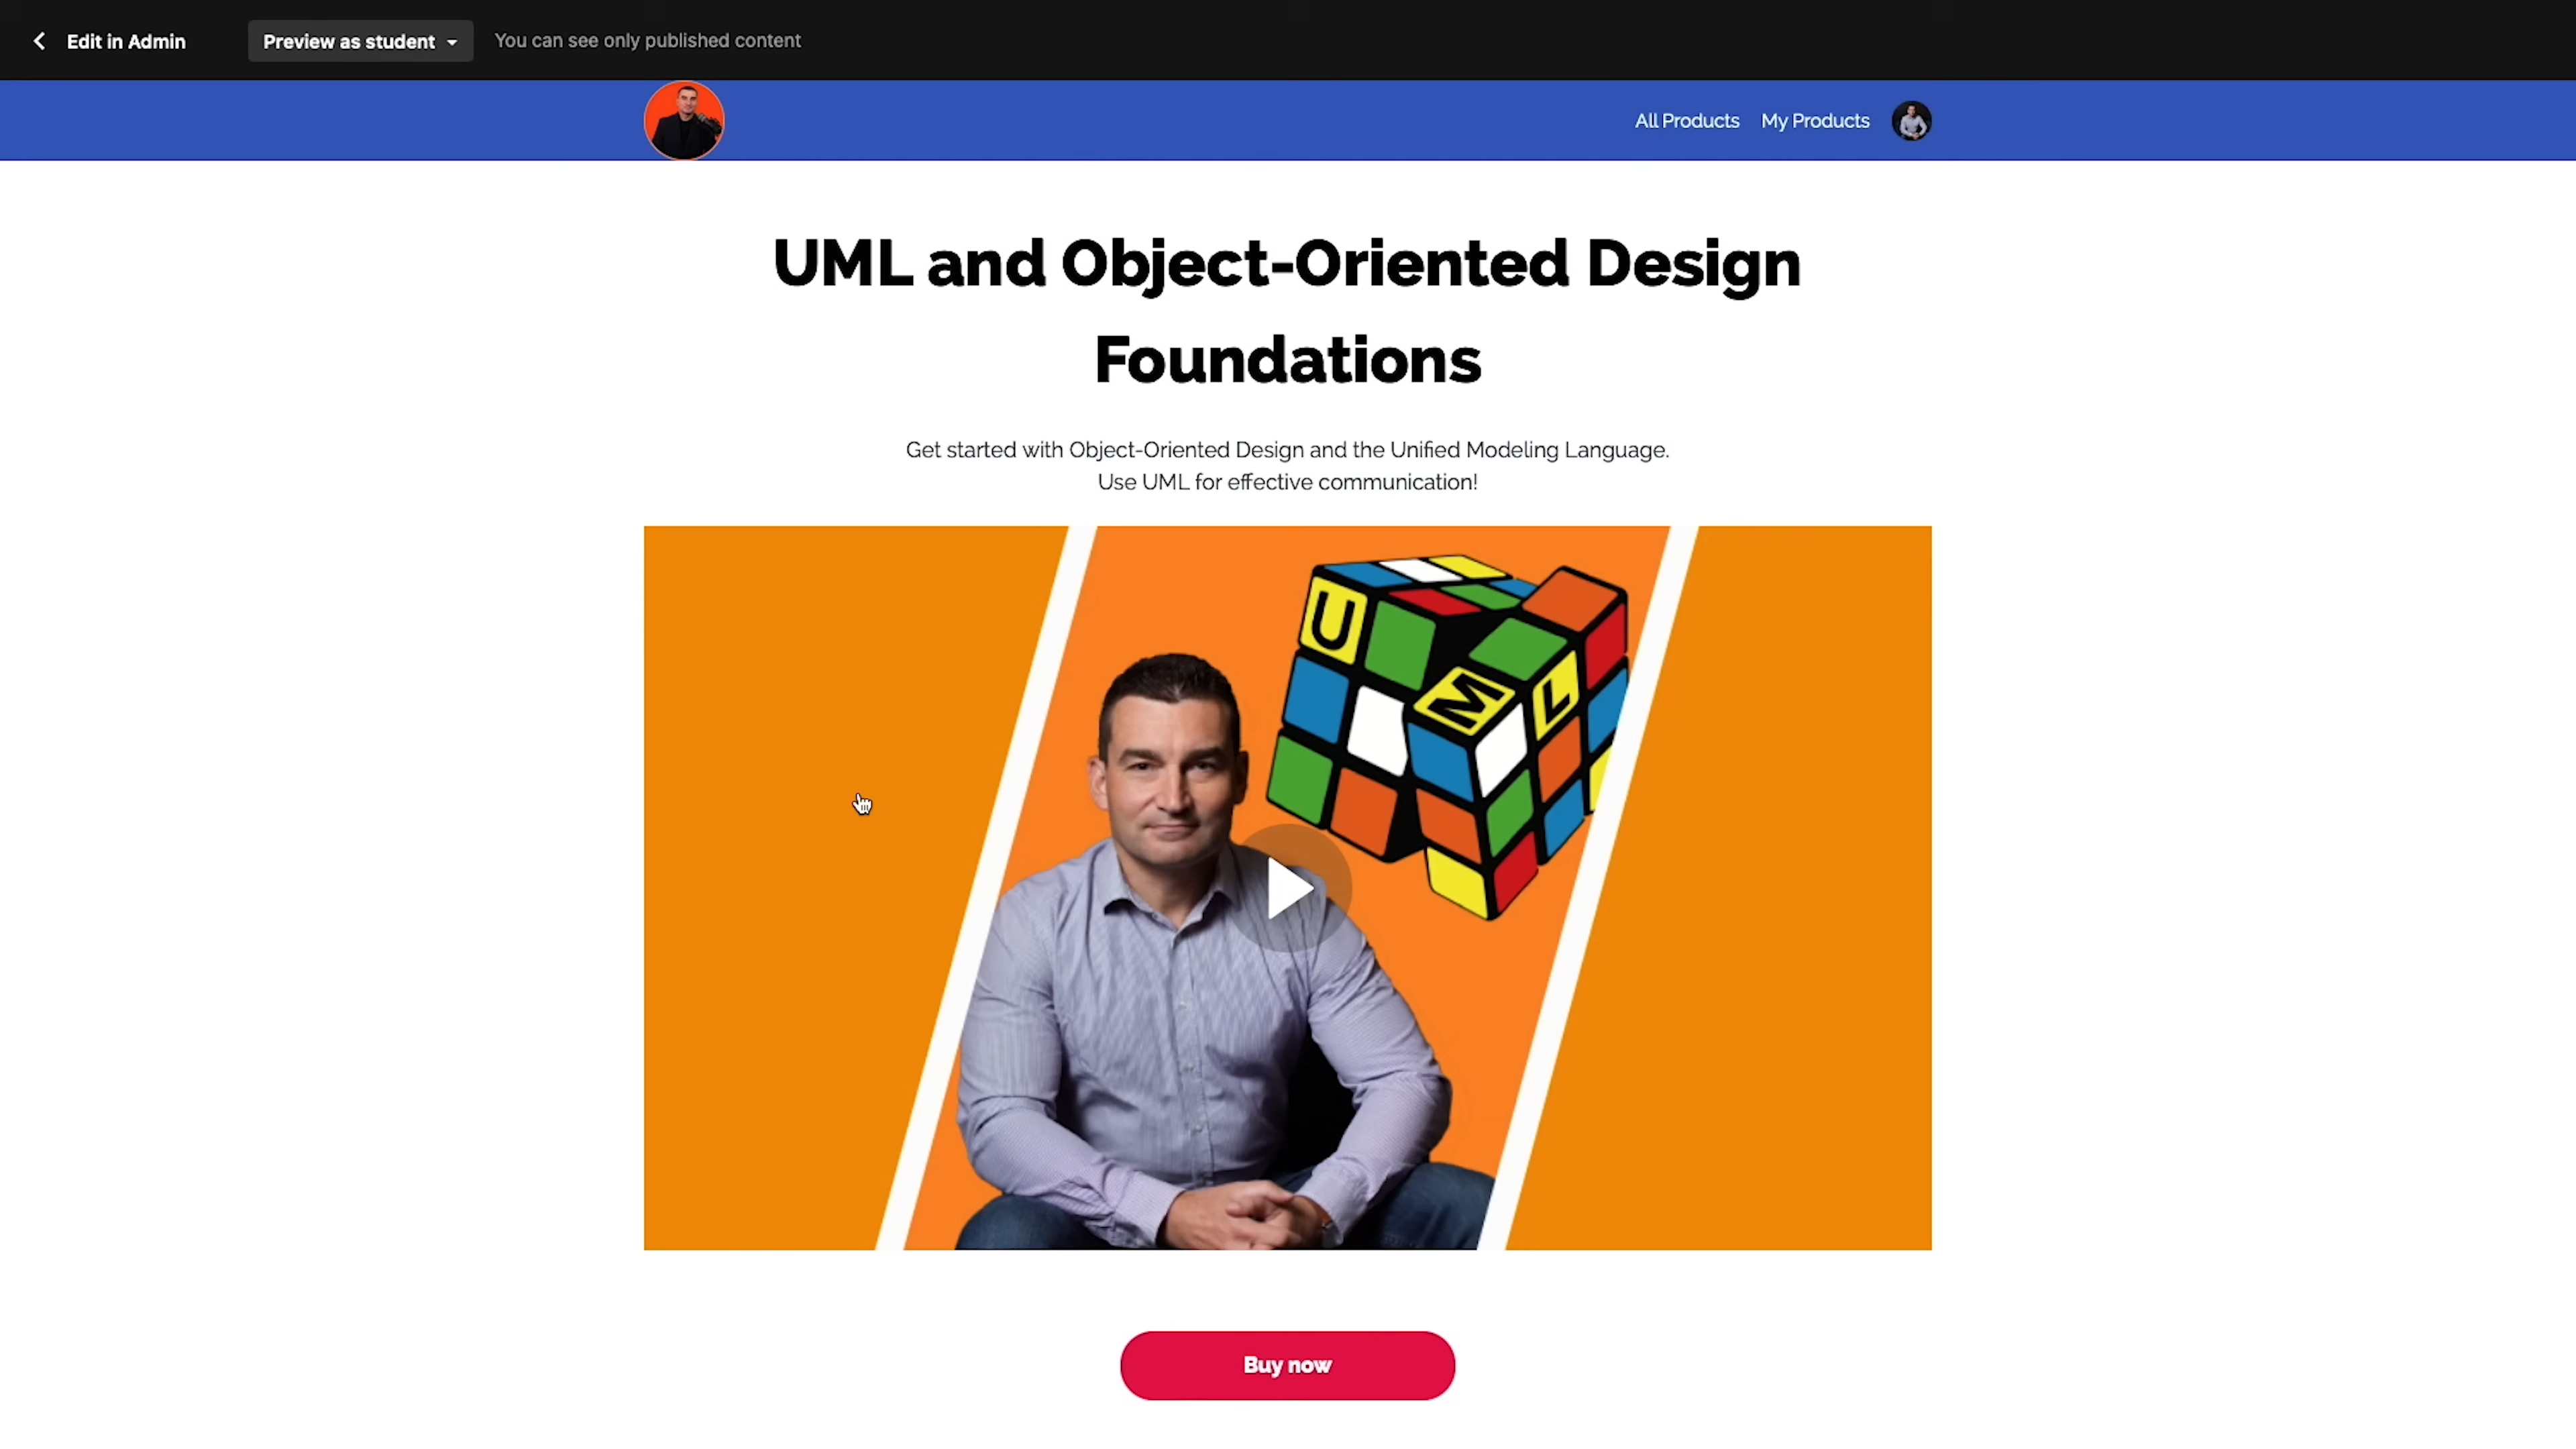 Edit in Admin
Preview as student
You can see only published content
All Products
My Products
UML and Object-Oriented Design
Foundations
Get started with Object-Oriented Design and the Unified Modeling Language.
Use UML for effective communication!
U
M L
Buy now